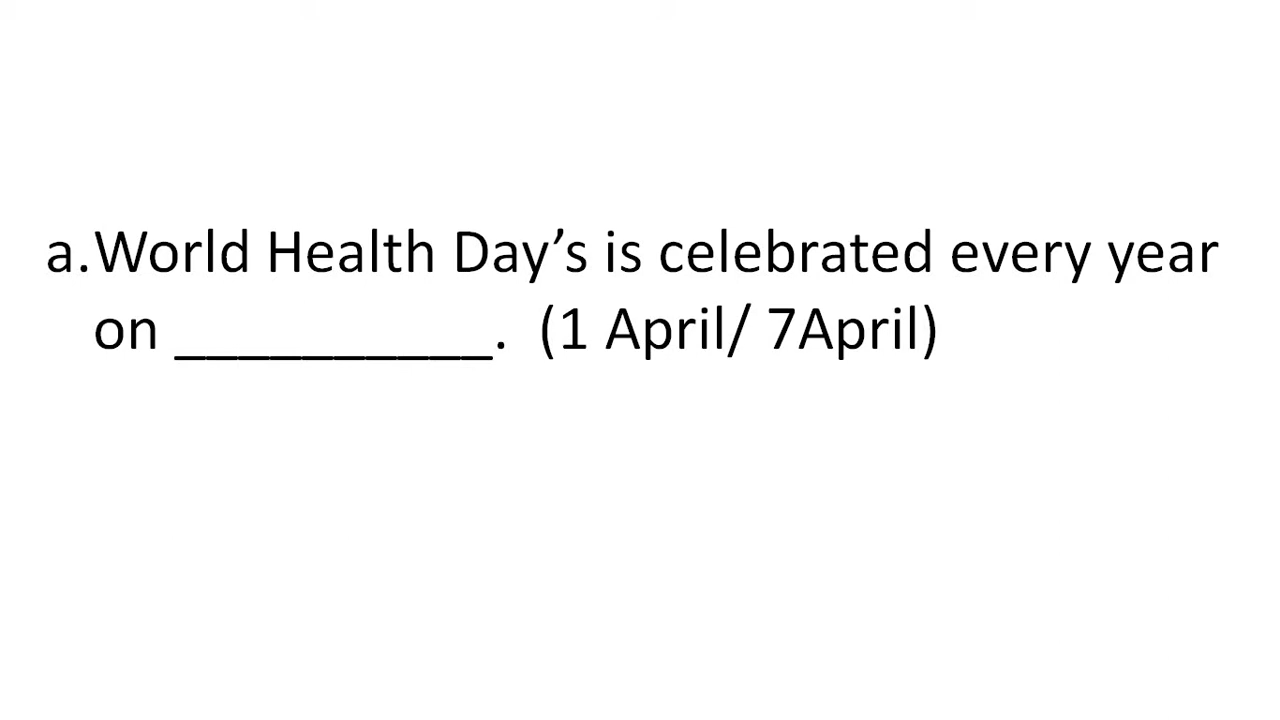 a.World Health Day’s is celebrated every year
on __________.  (1 April/ 7April)